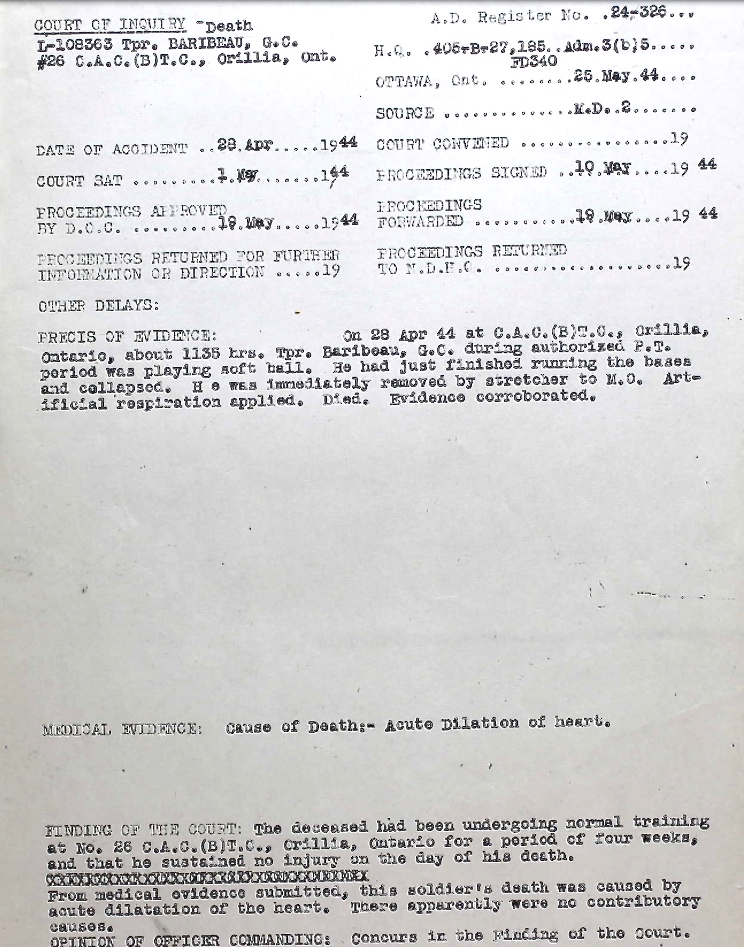 COURT OF INQUIRY - Death
A.D. Register No. .24-326...
L-108363 Tpr. BARIBEAU, G.C.
#26 C.A.C.(B)T.C., Orillia, Ont.
H.Q. .405-B-27,185..Adm.3(b)5.....
FD340
OTTAWA, Ont. ........25.May.44....
SOURCE ..............M.D..2.......
DATE OF ACCIDENT ..28.Apr.....1944
COURT CONVENED ................19
COURT SAT .........1.May.......1944
PROCEEDINGS SIGNED ..10.May....19 44
PROCEEDINGS APPROVED
BY D.O.C. .........19.May.....1944
PROCEEDINGS
FORWARDED ...........19.May....19 44
PROCEEDINGS RETURNED FOR FURTHER
INFORMATION OR DIRECTION .....19
PROCEEDINGS RETURNED
TO N.D.H.Q. ...................19
OTHER DELAYS:
PRECIS OF EVIDENCE: On 28 Apr 44 at C.A.C.(B)T.C., Orillia,
Ontario, about 1135 hrs. Tpr. Baribeau, G.C. during authorized P.T.
period was playing soft ball. He had just finished running the bases
and collapsed. H e was immediately removed by stretcher to M.O. Art-
ificial respiration applied. Died. Evidence corroborated.
MEDICAL EVIDENCE: Cause of Death:- Acute Dilation of heart.
FINDING OF THE COURT: The deceased had been undergoing normal training
at No. 26 C.A.C.(B)T.C., Orillia, Ontario for a period of four weeks,
and that he sustained no injury on the day of his death.
From medical evidence submitted, this soldier's death was caused by
acute dilatation of the heart. There apparently were no contributory
causes.
OPINION OF OFFICER COMMANDING: Concurs in the Finding of the Court.